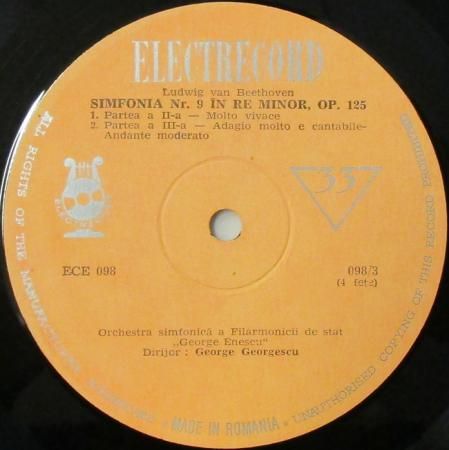 ELECTRECORD
Ludwig van Beethoven
SIMFONIA Nr. 9 ÎN RE MINOR, OP. 125
1. Partea a II-a — Molto vivace
2. Partea a III-a — Adagio molto e cantabile-
Andante moderato
33
ECE 098
098/3
(4 fețe)
Orchestra simfonică a Filarmonicii de stat
„George Enescu"
Dirijor : George Georgescu
ALL RIGHTS OF THE MANUFACTURER
MADE IN ROMANIA
UNAUTHORISED COPYING OF THIS RECORD PROHIBITED